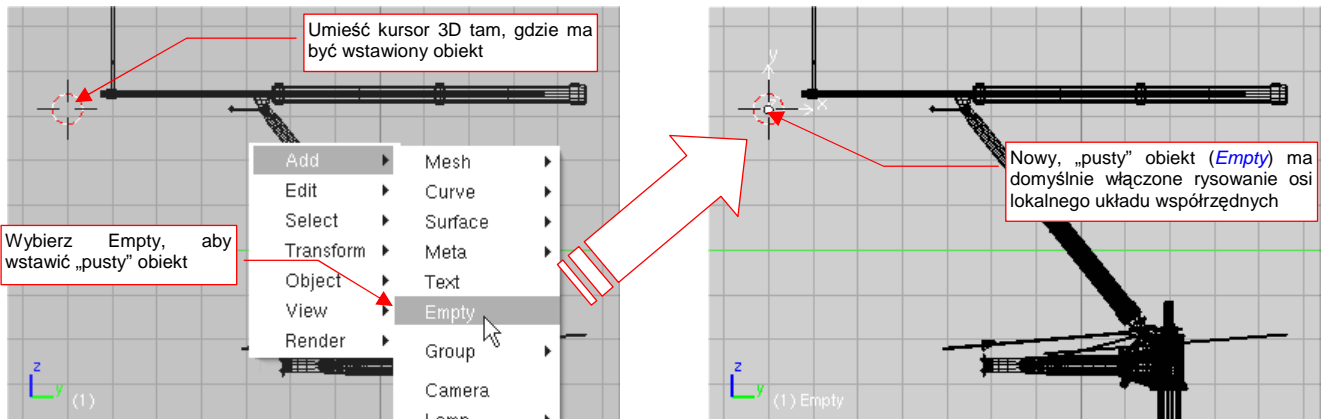 Umieść kursor 3D tam, gdzie ma
być wstawiony obiekt
Add
Edit
Select
Transform
Object
View
Render
Mesh
Curve
Surface
Meta
Text
Empty
Group
Camera
Lamp
Wybierz Empty, aby
wstawić „pusty” obiekt
z
y
(1)
y
x
Nowy, „pusty” obiekt (Empty) ma
domyślnie włączone rysowanie osi
lokalnego układu współrzędnych
z
y
(1) Empty